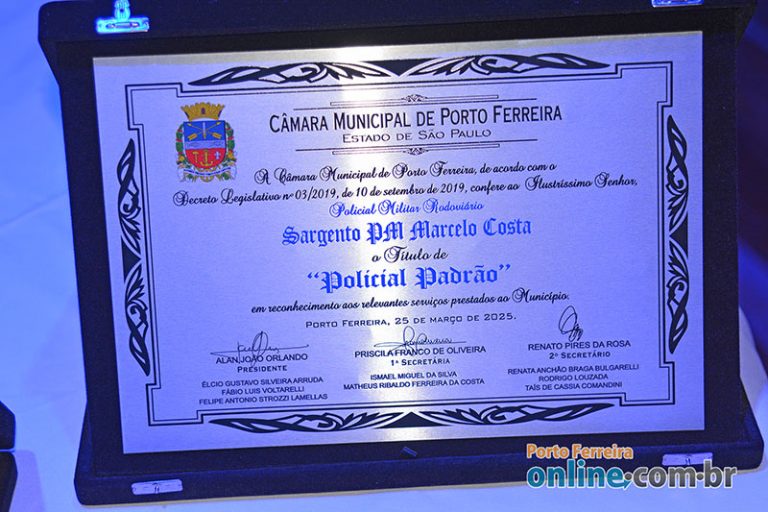 CÂMARA MUNICIPAL DE PORTO FERREIRA
ESTADO DE SÃO PAULO
A Câmara Municipal de Porto Ferreira, de acordo com o
Decreto Legislativo nº 03/2019, de 10 de setembro de 2019, confere ao Ilustríssimo Senhor,
Policial Militar Rodoviário
Sargento PM Marcelo Costa
o Título de
“Policial Padrão”
em reconhecimento aos relevantes serviços prestados ao Município.
PORTO FERREIRA, 25 DE MARÇO DE 2025.
ALAN JOÃO ORLANDO
PRESIDENTE
PRISCILA FRANCO DE OLIVEIRA
1ª SECRETÁRIA
RENATO PIRES DA ROSA
2º SECRETÁRIO
ÉLCIO GUSTAVO SILVEIRA ARRUDA
FÁBIO LUIS VOLTARELLI
FELIPE ANTONIO STROZZI LAMELLAS
ISMAEL MIGUEL DA SILVA
MATHEUS RIBALDO FERREIRA DA COSTA
RENATA ANCHÃO BRAGA BULGARELLI
RODRIGO LOUZADA
TAÍS DE CASSIA COMANDINI
Porto Ferreira
online.com.br